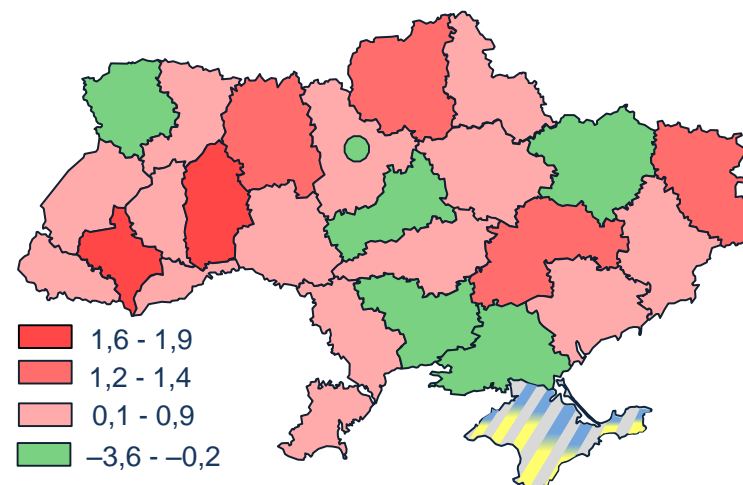 1,6 - 1,9
1,2 - 1,4
0,1 - 0,9
–3,6 - –0,2